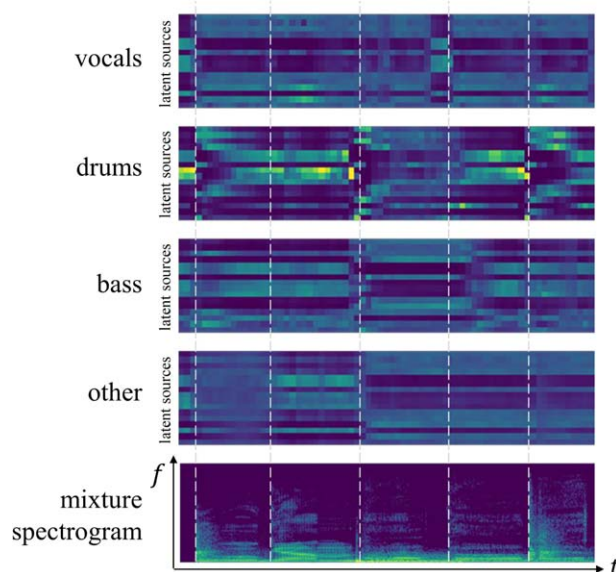 vocals
latent sources
drums
latent sources
bass
latent sources
other
latent sources
f
mixture
spectrogram
t